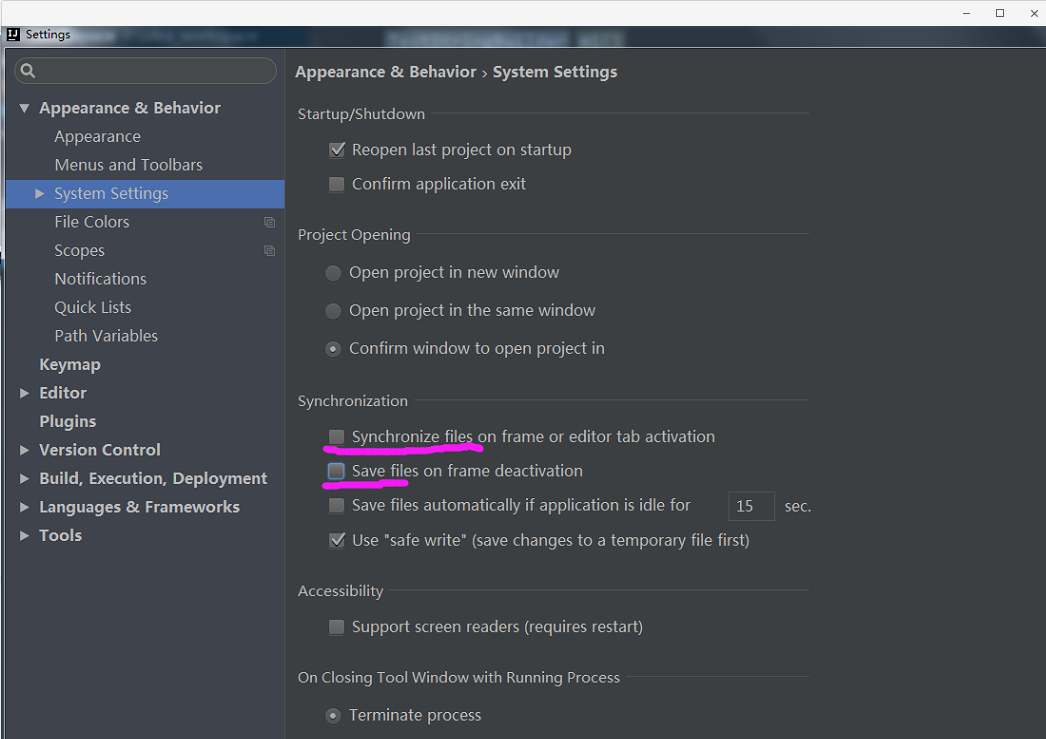 Settings
Appearance & Behavior › System Settings
Appearance & Behavior
Appearance
Menus and Toolbars
System Settings
File Colors
Scopes
Notifications
Quick Lists
Path Variables
Keymap
Editor
Plugins
Version Control
Build, Execution, Deployment
Languages & Frameworks
Tools
Startup/Shutdown
Reopen last project on startup
Confirm application exit
Project Opening
Open project in new window
Open project in the same window
Confirm window to open project in
Synchronization
Synchronize files on frame or editor tab activation
Save files on frame deactivation
Save files automatically if application is idle for 15 sec.
Use "safe write" (save changes to a temporary file first)
Accessibility
Support screen readers (requires restart)
On Closing Tool Window with Running Process
Terminate process